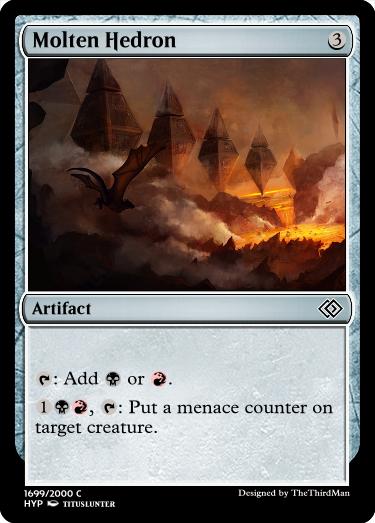 Molten Hedron 3
Artifact
: Add or .
1 , : Put a menace counter on
target creature.
1699/2000 C
HYP TITUSLUNTER
Designed by TheThirdMan